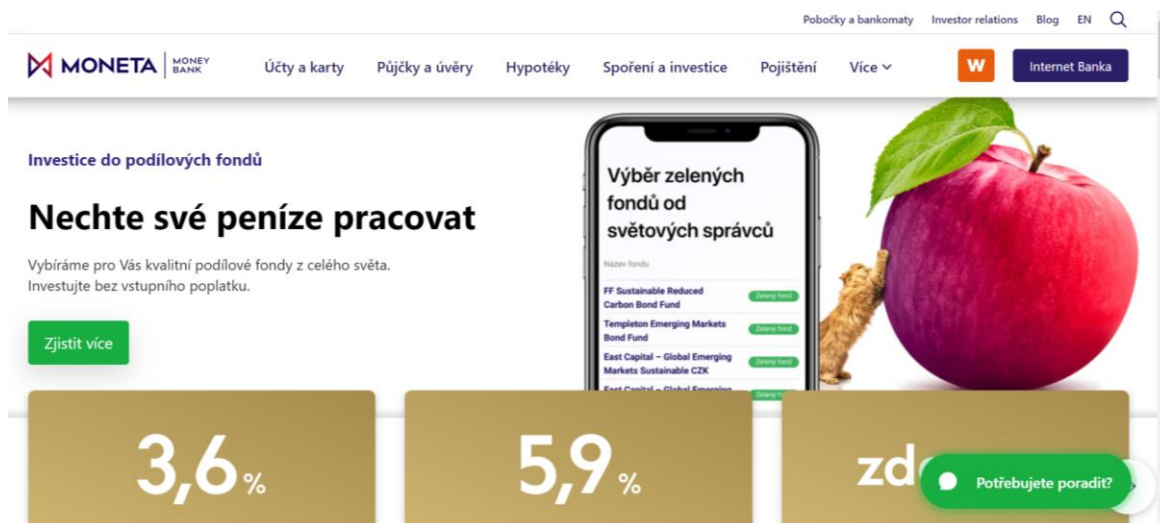 Pobočky a bankomaty Investor relations Blog EN
MONETA MONEY BANK
Účty a karty Půjčky a úvěry Hypotéky Spoření a investice Pojištění Více
W
Internet Banka
Investice do podílových fondů
Nechte své peníze pracovat
Vybíráme pro Vás kvalitní podílové fondy z celého světa.
Investujte bez vstupního poplatku.
Zjistit více
Výběr zelených
fondů od
světových správců
Název fondu
FF Sustainable Reduced
Carbon Bond Fund
Zelený fond
Templeton Emerging Markets
Bond Fund
Zelený fond
East Capital – Global Emerging
Markets Sustainable CZK
Zelený fond
East Capital – Global Emerging
3,6 %
5,9 %
Potřebujete poradit?